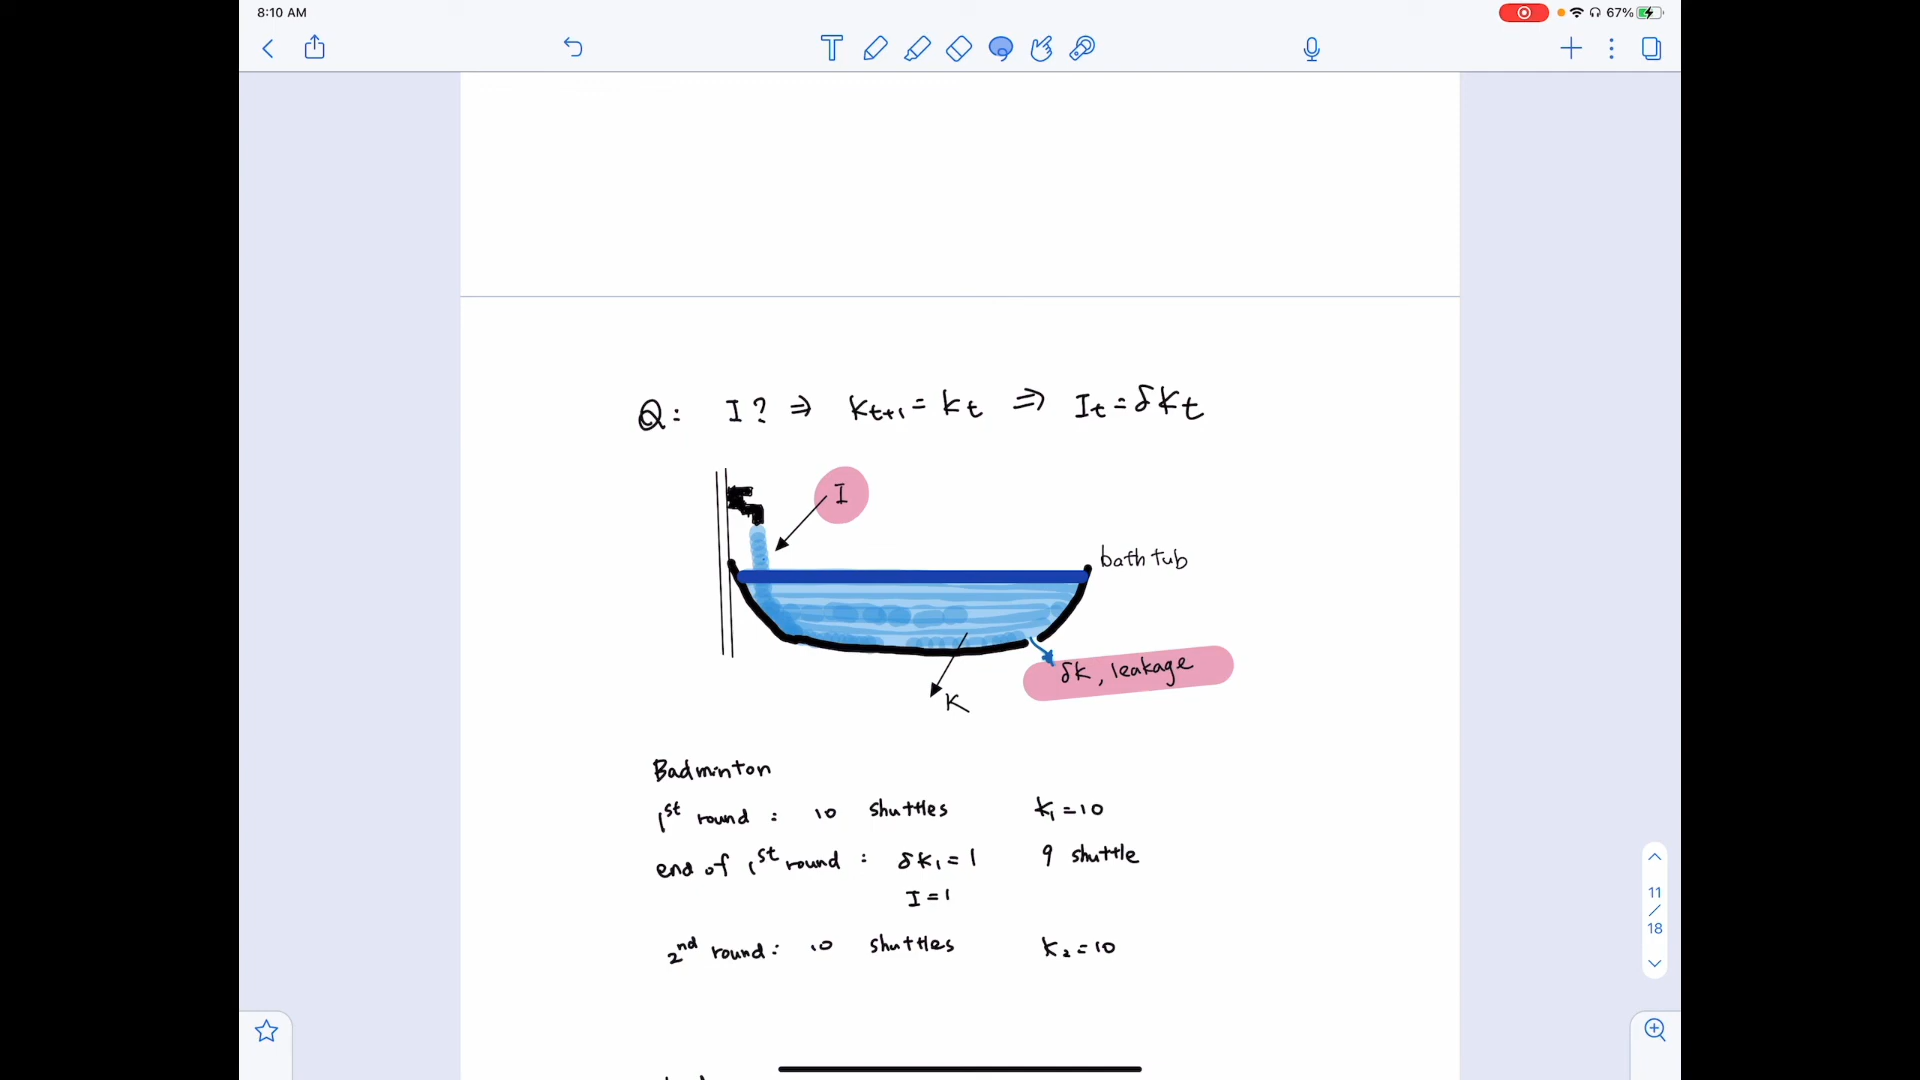 8:10 AM
67%
T
Q: I? ⇒ Kt+1 = Kt ⇒ It = δKt
I
bath tub
δK, leakage
K
Badminton
1st round : 10 shuttles K1 = 10
end of 1st round : δK1 = 1 9 shuttle
I = 1
2nd round : 10 shuttles K2 = 10
11
/
18